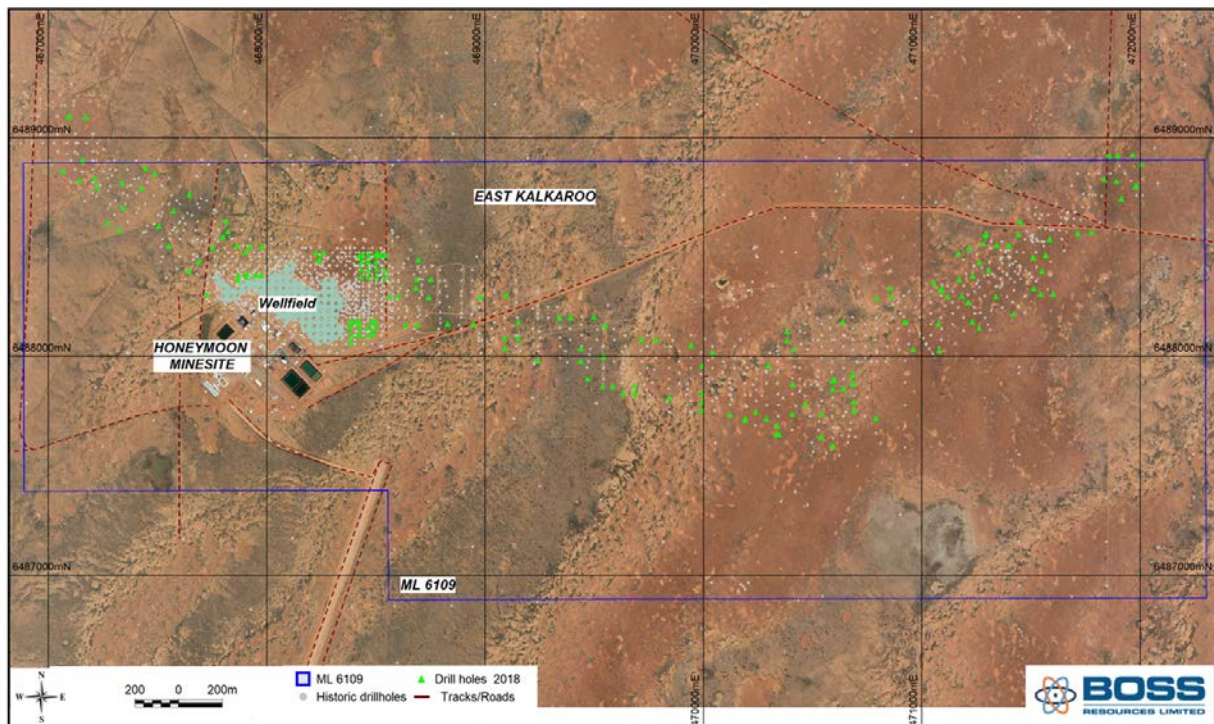 467000mE
468000mE
469000mE
470000mE
471000mE
472000mE
6489000mN
6489000mN
EAST KALKAROO
Wellfield
HONEYMOON
MINESITE
6488000mN
6488000mN
6487000mN
6487000mN
ML 6109
N
W E
S
200 0 200m
ML 6109
Drill holes 2018
Historic drillholes
Tracks/Roads
470000mE
471000mE
BOSS
RESOURCES LIMITED